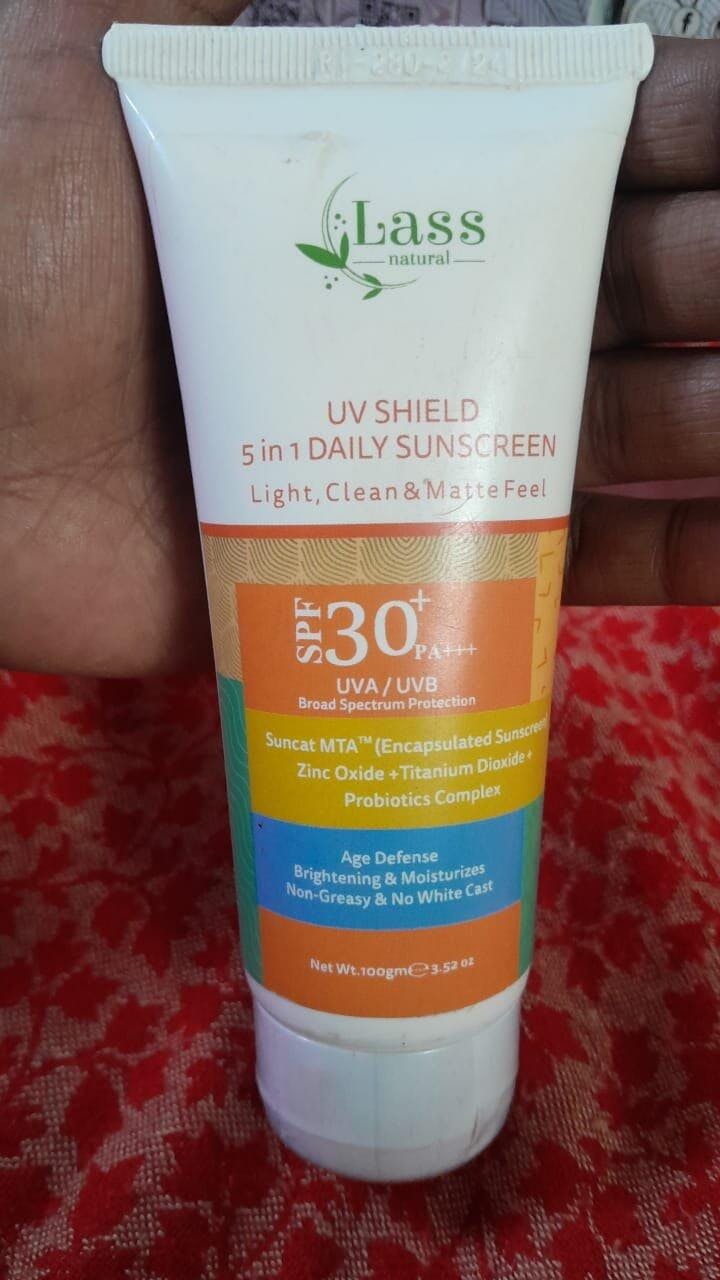 Lass
natural
UV SHIELD
5 in 1 DAILY SUNSCREEN
Light, Clean & Matte Feel
SPF 30+ PA+++
UVA / UVB
Broad Spectrum Protection
Suncat MTA™ (Encapsulated Sunscreen
Zinc Oxide +Titanium Dioxide +
Probiotics Complex
Age Defense
Brightening & Moisturizes
Non-Greasy & No White Cast
Net Wt.100gm℮3.52 oz